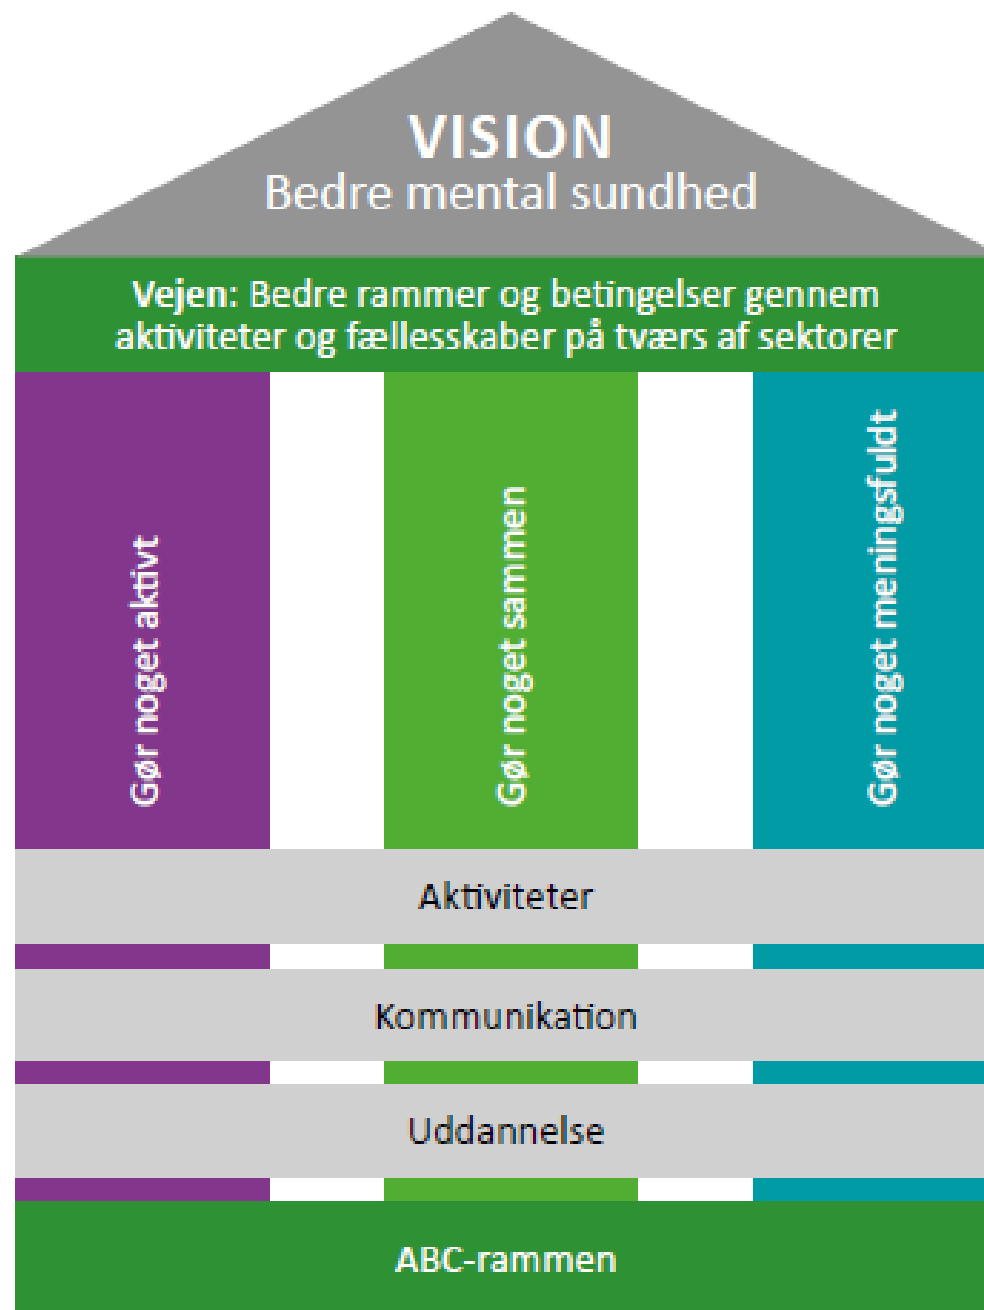 VISION
Bedre mental sundhed
Vejen: Bedre rammer og betingelser gennem
aktiviteter og fællesskaber på tværs af sektorer
Gør noget aktivt
Gør noget sammen
Gør noget meningsfuldt
Aktiviteter
Kommunikation
Uddannelse
ABC-rammen